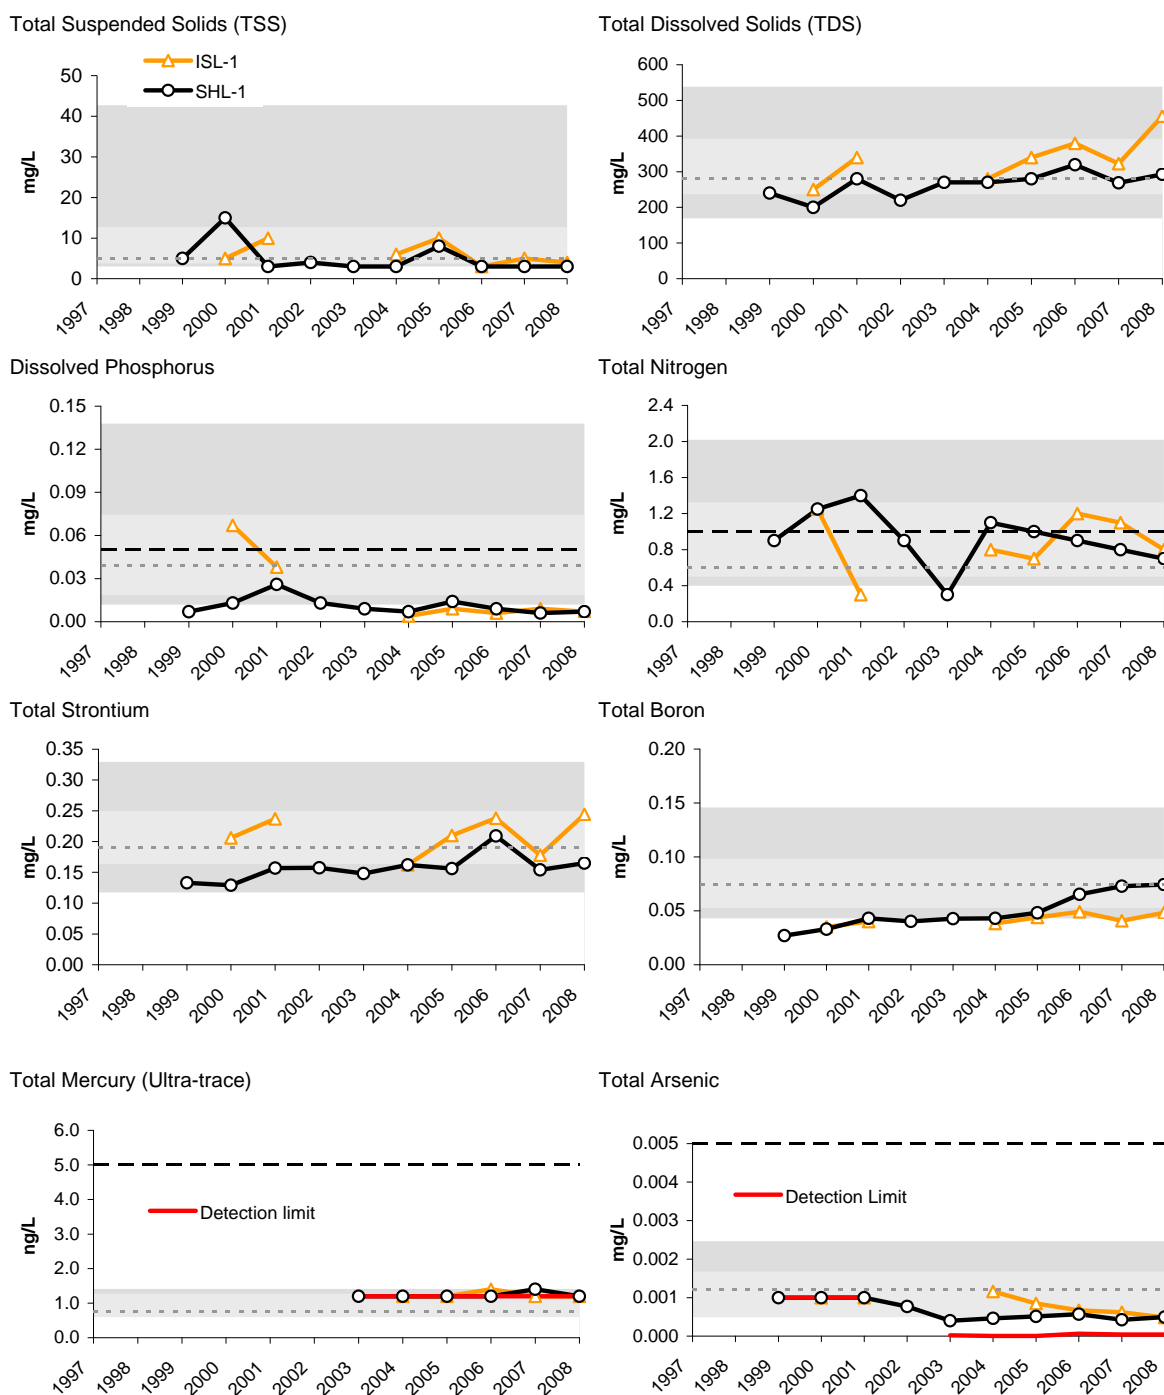 Total Suspended Solids (TSS)
ISL-1
SHL-1
50
40
30
20
10
0
mg/L
1997 1998 1999 2000 2001 2002 2003 2004 2005 2006 2007 2008
Total Dissolved Solids (TDS)
600
500
400
300
200
100
0
mg/L
1997 1998 1999 2000 2001 2002 2003 2004 2005 2006 2007 2008
Dissolved Phosphorus
0.15
0.12
0.09
0.06
0.03
0.00
mg/L
1997 1998 1999 2000 2001 2002 2003 2004 2005 2006 2007 2008
Total Nitrogen
2.4
2.0
1.6
1.2
0.8
0.4
0.0
mg/L
1997 1998 1999 2000 2001 2002 2003 2004 2005 2006 2007 2008
Total Strontium
0.35
0.30
0.25
0.20
0.15
0.10
0.05
0.00
mg/L
1997 1998 1999 2000 2001 2002 2003 2004 2005 2006 2007 2008
Total Boron
0.20
0.15
0.10
0.05
0.00
mg/L
1997 1998 1999 2000 2001 2002 2003 2004 2005 2006 2007 2008
Total Mercury (Ultra-trace)
6.0
5.0
4.0
3.0
2.0
1.0
0.0
ng/L
Detection limit
1997 1998 1999 2000 2001 2002 2003 2004 2005 2006 2007 2008
Total Arsenic
0.005
0.004
0.003
0.002
0.001
0.000
mg/L
Detection Limit
1997 1998 1999 2000 2001 2002 2003 2004 2005 2006 2007 2008